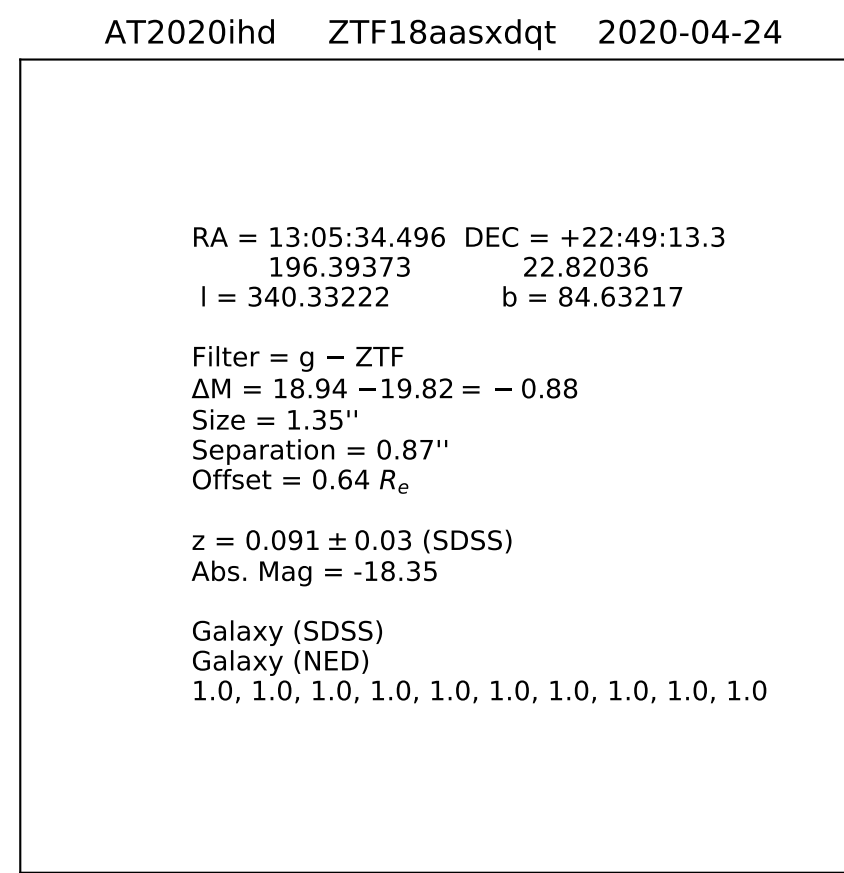 AT2020ihd ZTF18aasxdqt 2020-04-24
RA = 13:05:34.496 DEC = +22:49:13.3
196.39373 22.82036
l = 340.33222 b = 84.63217
Filter = g − ZTF
ΔM = 18.94 −19.82 = − 0.88
Size = 1.35''
Separation = 0.87''
Offset = 0.64 Rₑ
z = 0.091 ± 0.03 (SDSS)
Abs. Mag = -18.35
Galaxy (SDSS)
Galaxy (NED)
1.0, 1.0, 1.0, 1.0, 1.0, 1.0, 1.0, 1.0, 1.0, 1.0